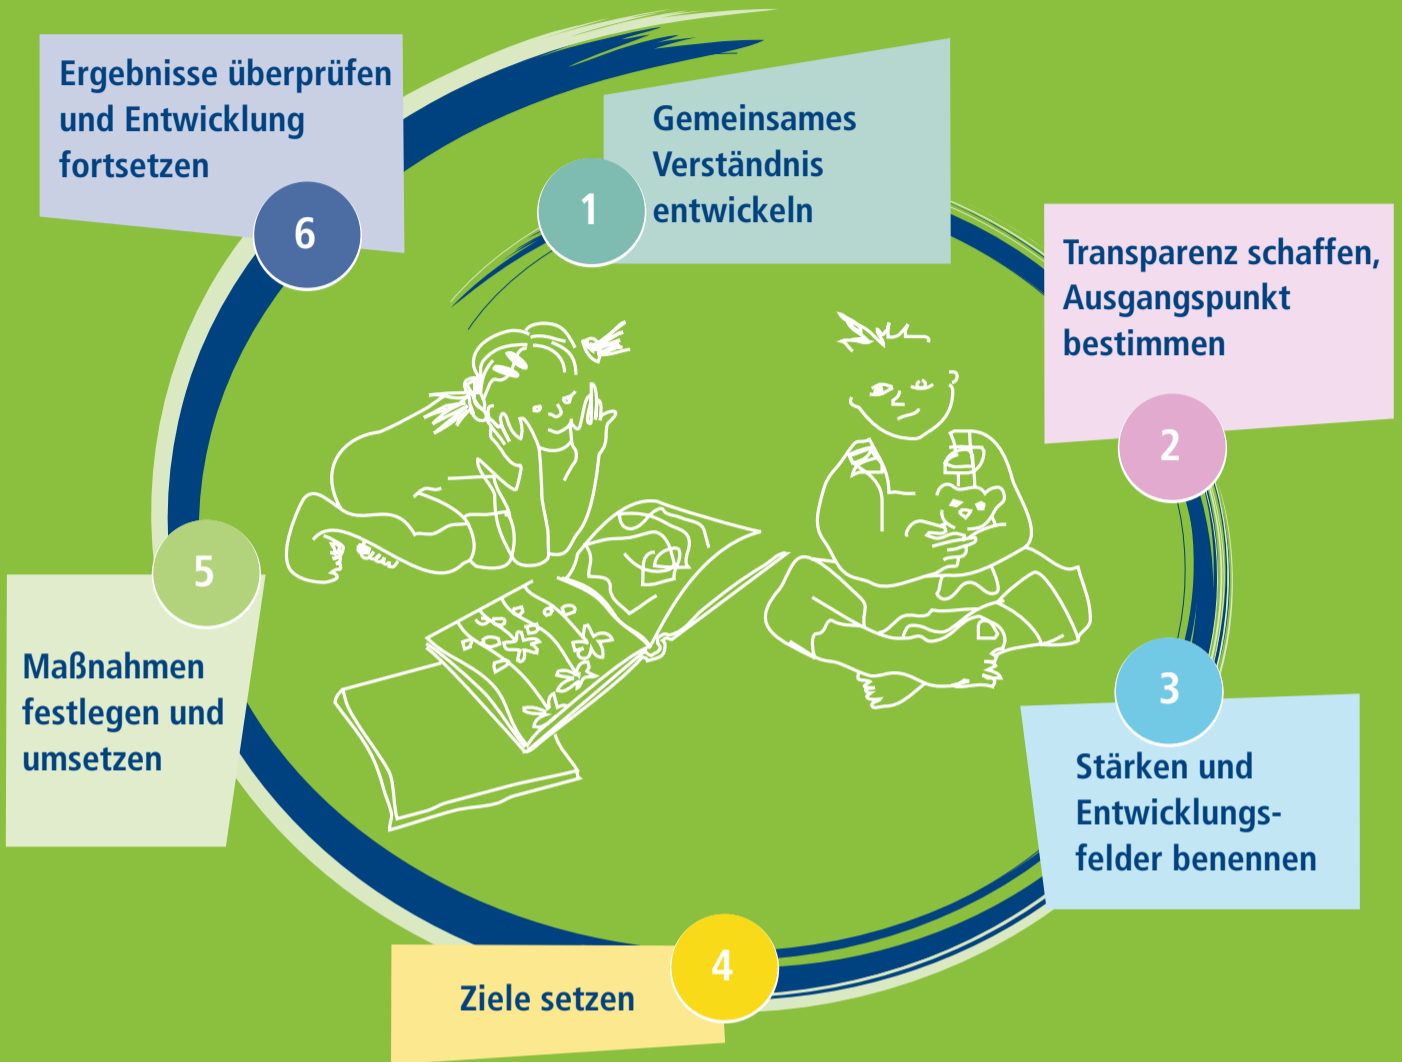 1
Gemeinsames
Verständnis
entwickeln
2
Transparenz schaffen,
Ausgangspunkt
bestimmen
3
Stärken und
Entwicklungs-
felder benennen
4
Ziele setzen
5
Maßnahmen
festlegen und
umsetzen
6
Ergebnisse überprüfen
und Entwicklung
fortsetzen